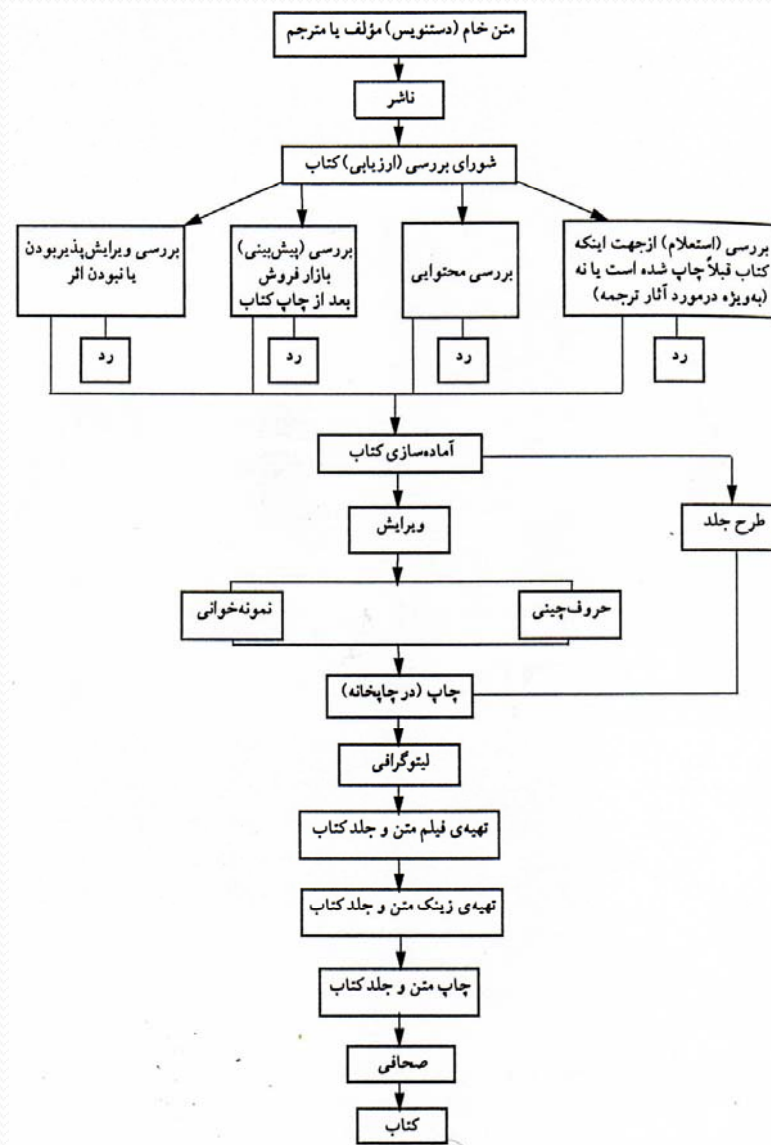 متن خام (دستنویس) مؤلف یا مترجم
ناشر
شورای بررسی (ارزیابی) کتاب
بررسی (استعلام) ازجهت اینکه
کتاب قبلاً چاپ شده است یا نه
(به‌ویژه درمورد آثار ترجمه)
بررسی محتوایی
بررسی (پیش‌بینی)
بازار فروش
بعد از چاپ کتاب
بررسی ویرایش‌پذیربودن
یا نبودن اثر
رد
رد
رد
رد
آماده‌سازی کتاب
طرح جلد
ویرایش
حروف‌چینی
نمونه‌خوانی
چاپ (در چاپخانه)
لیتوگرافی
تهیه‌ی فیلم متن و جلد کتاب
تهیه‌ی زینک متن و جلد کتاب
چاپ متن و جلد کتاب
صحافی
کتاب